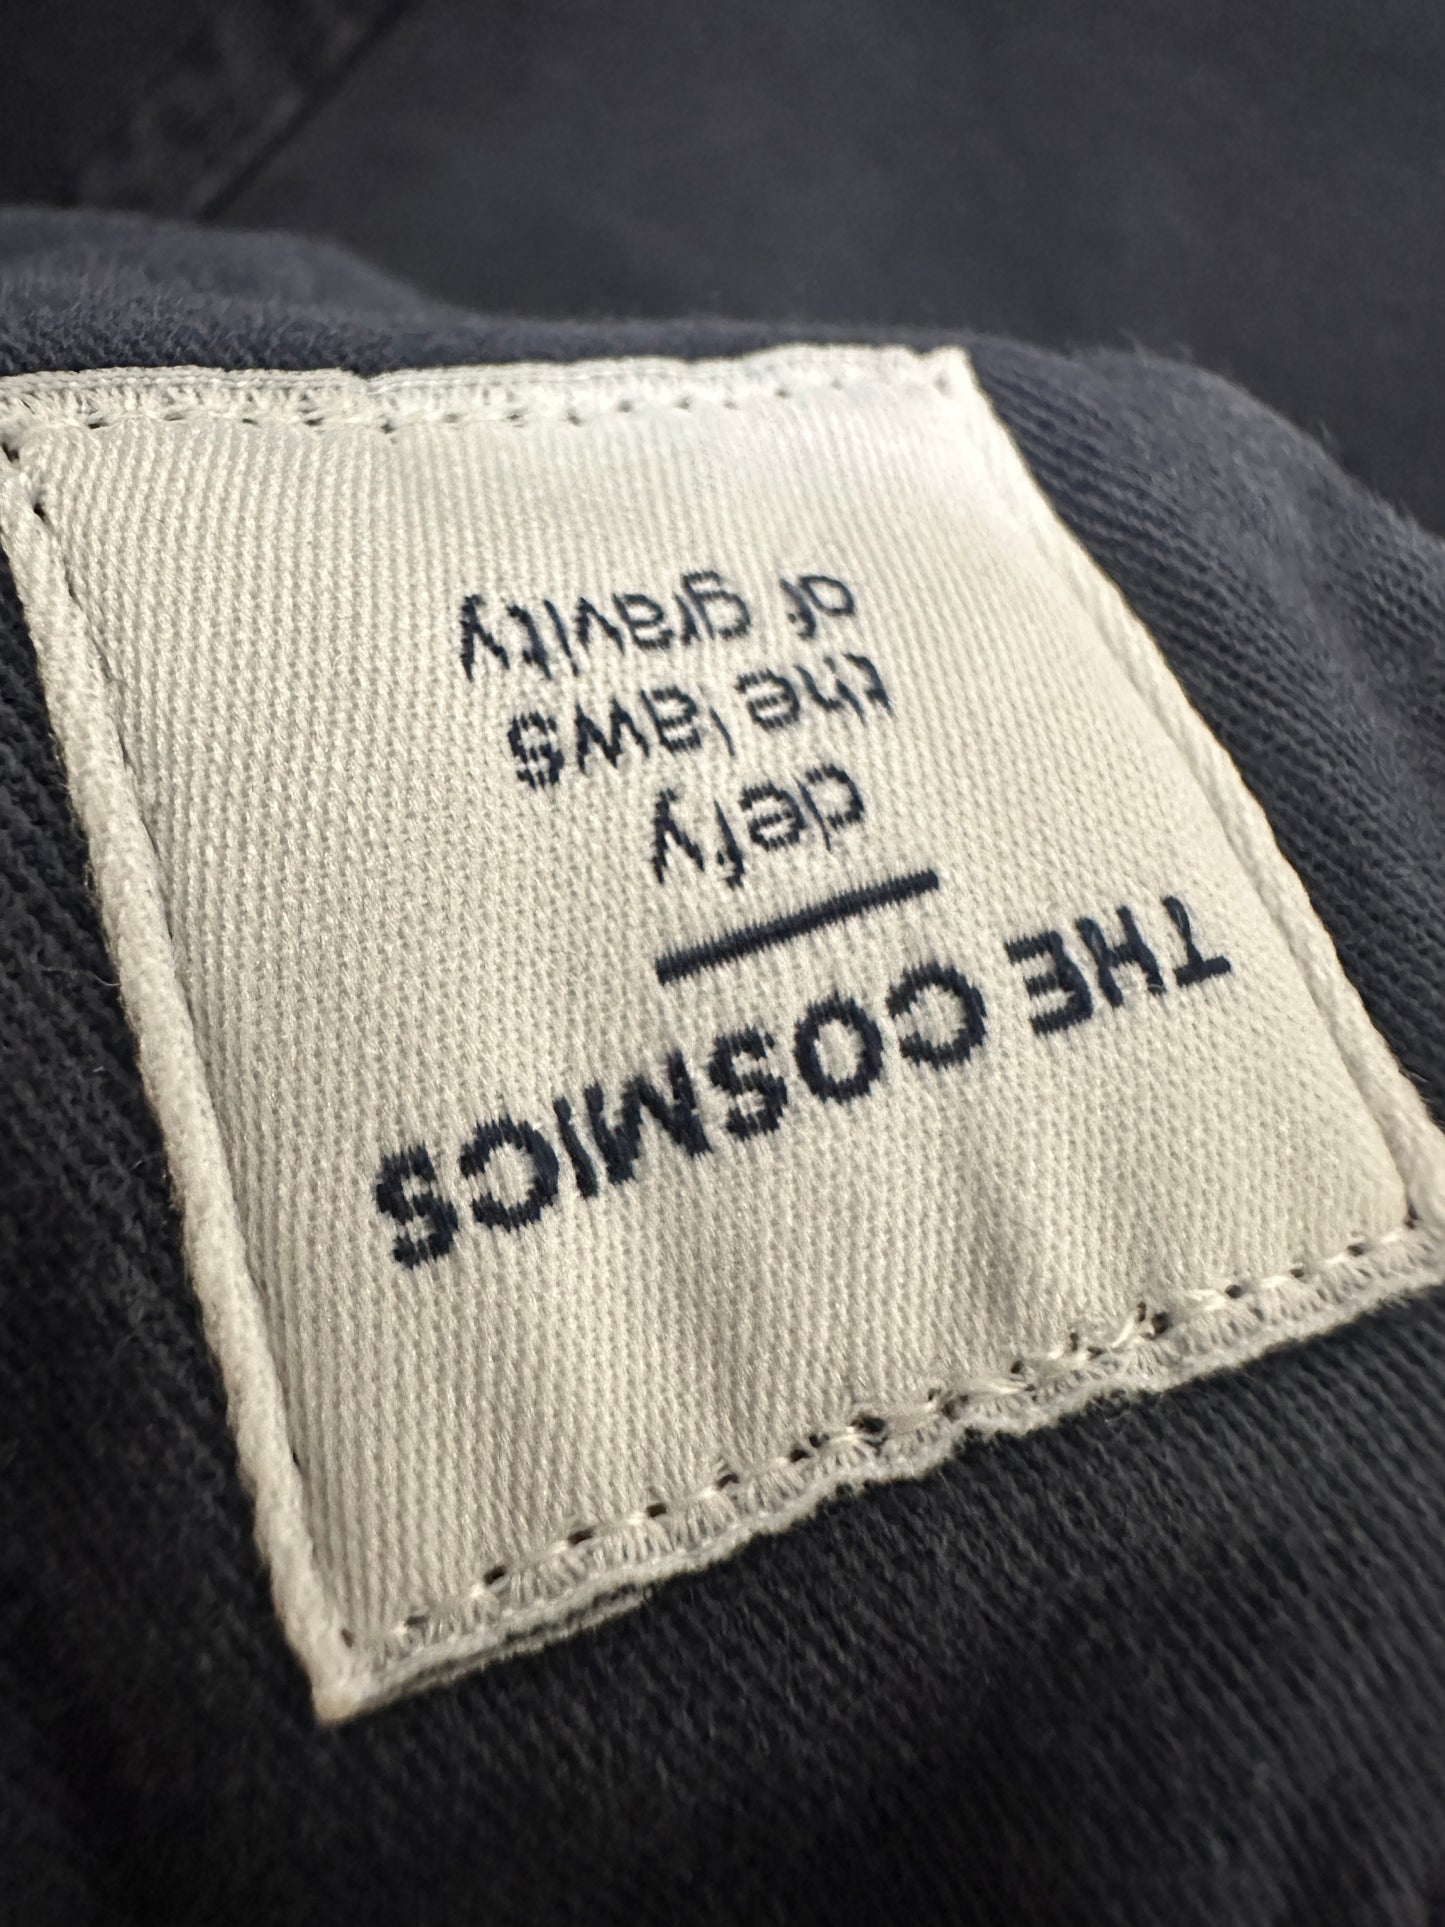 THE COSMICS
defy
the laws
of gravity